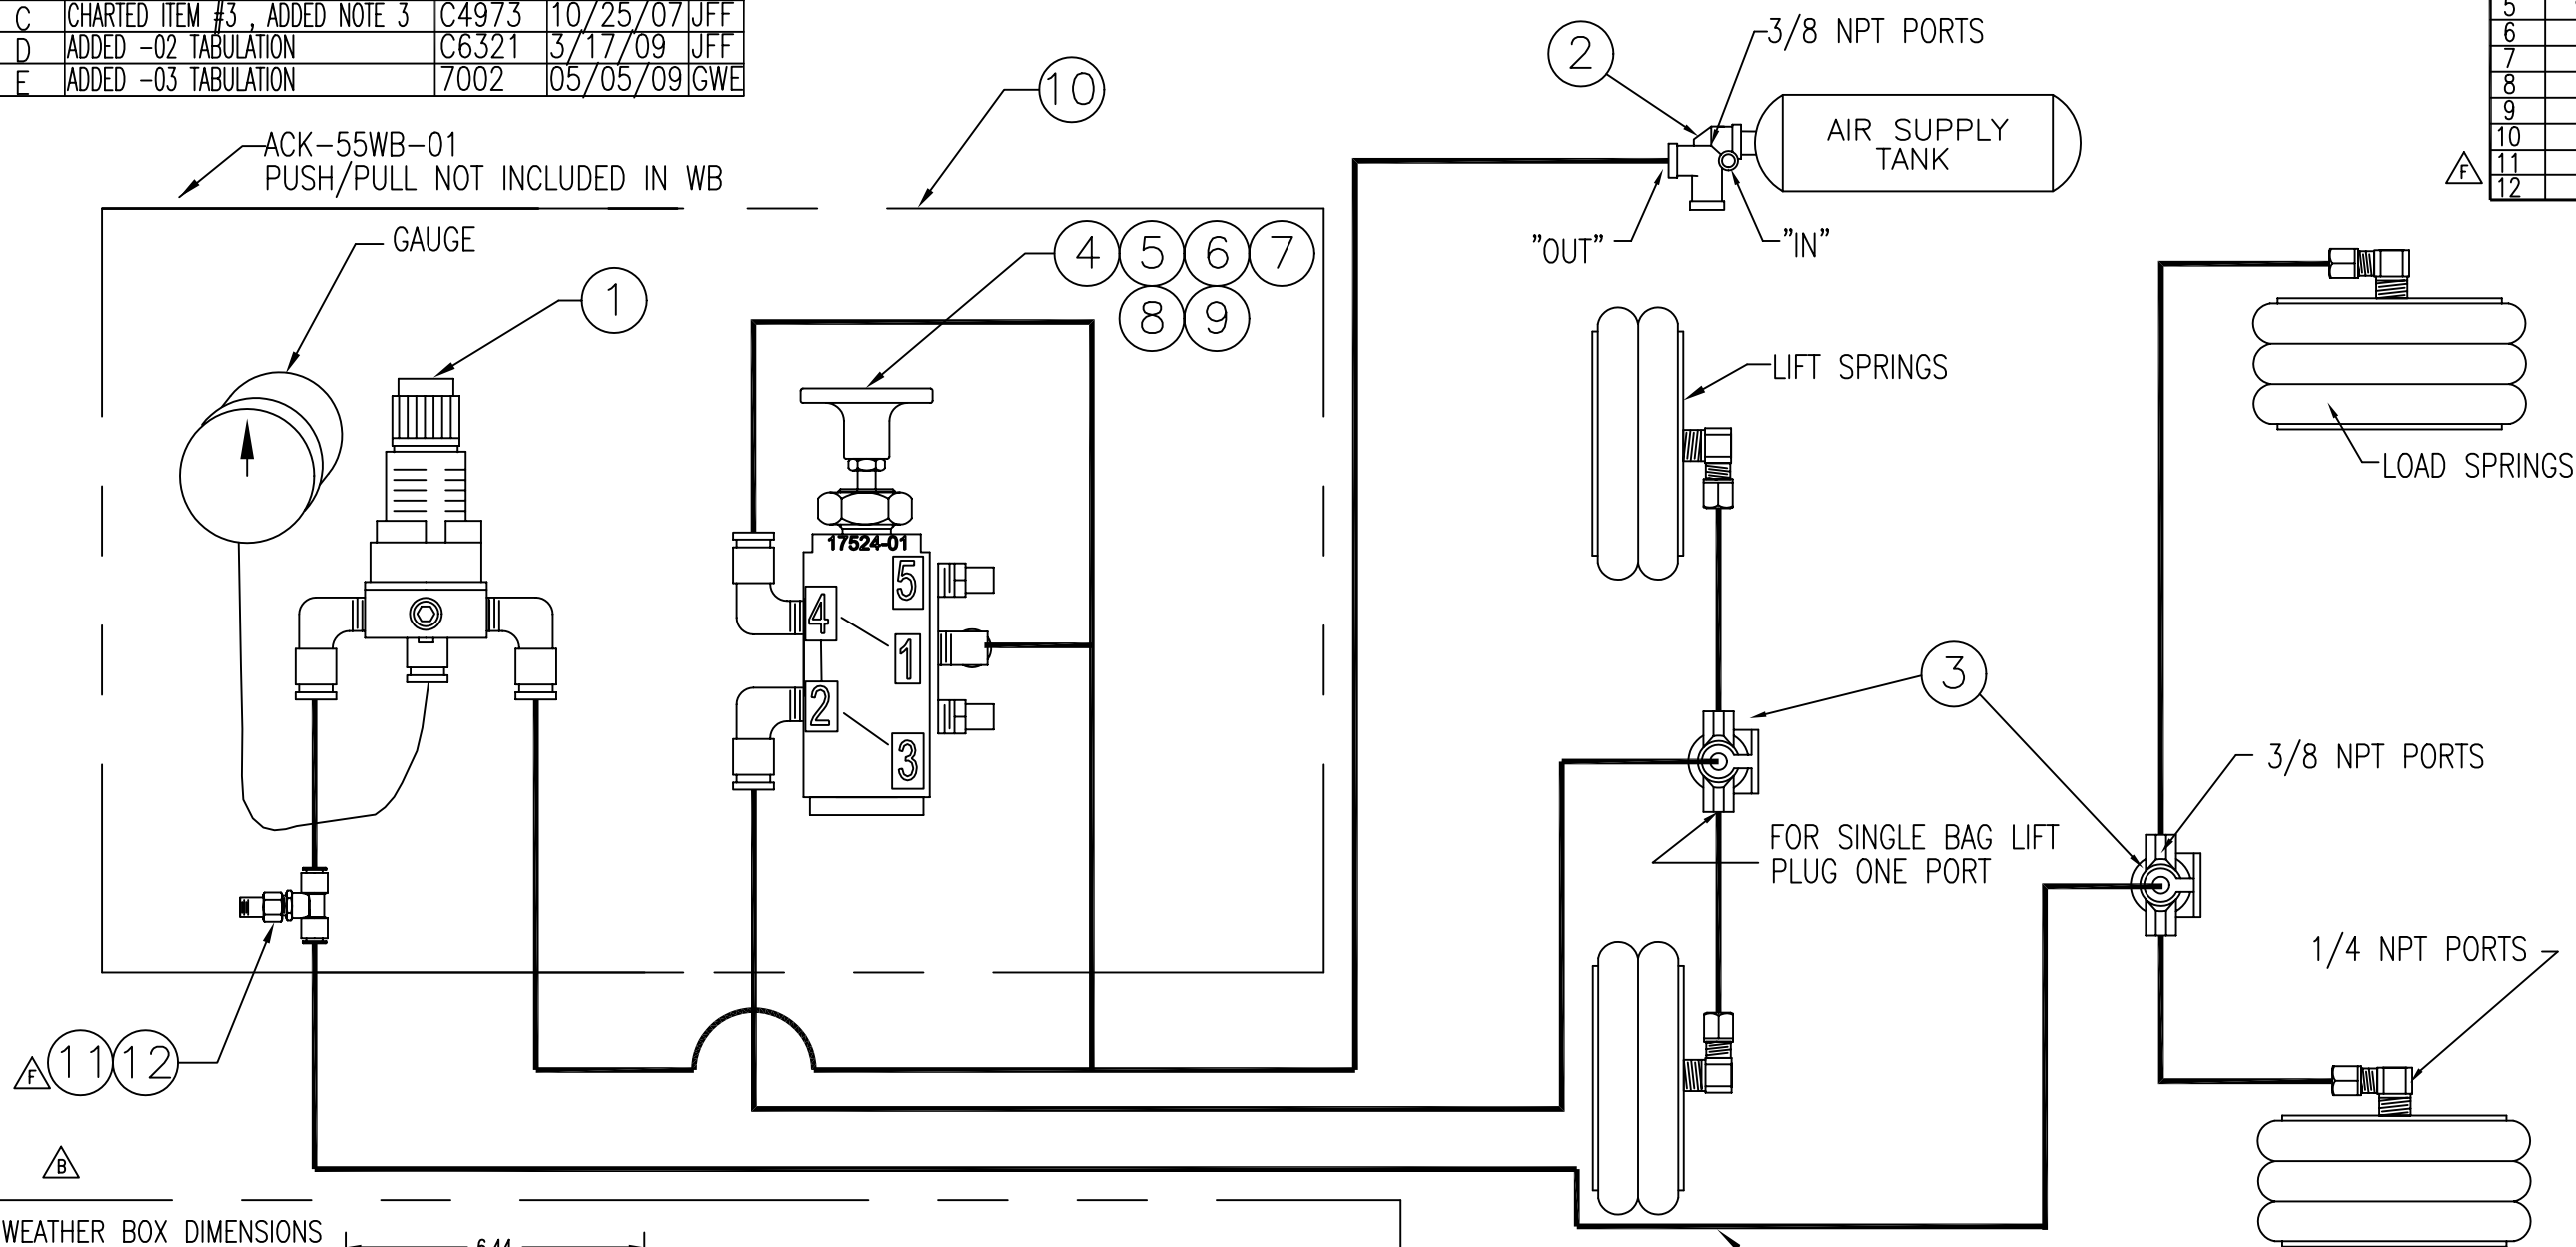 C CHARTED ITEM #3 , ADDED NOTE 3 C4973 10/25/07 JFF
D ADDED -02 TABULATION C6321 3/17/09 JFF
E ADDED -03 TABULATION 7002 05/05/09 GWE
5
6
7
8
9
10
11
12
F
2
3/8 NPT PORTS
AIR SUPPLY
TANK
"OUT"
"IN"
10
ACK-55WB-01
PUSH/PULL NOT INCLUDED IN WB
GAUGE
1
4 5 6 7
8 9
17524-01
5
4
1
2
3
LIFT SPRINGS
LOAD SPRINGS
3
3/8 NPT PORTS
FOR SINGLE BAG LIFT
PLUG ONE PORT
1/4 NPT PORTS
F 11 12
B
WEATHER BOX DIMENSIONS
6.44